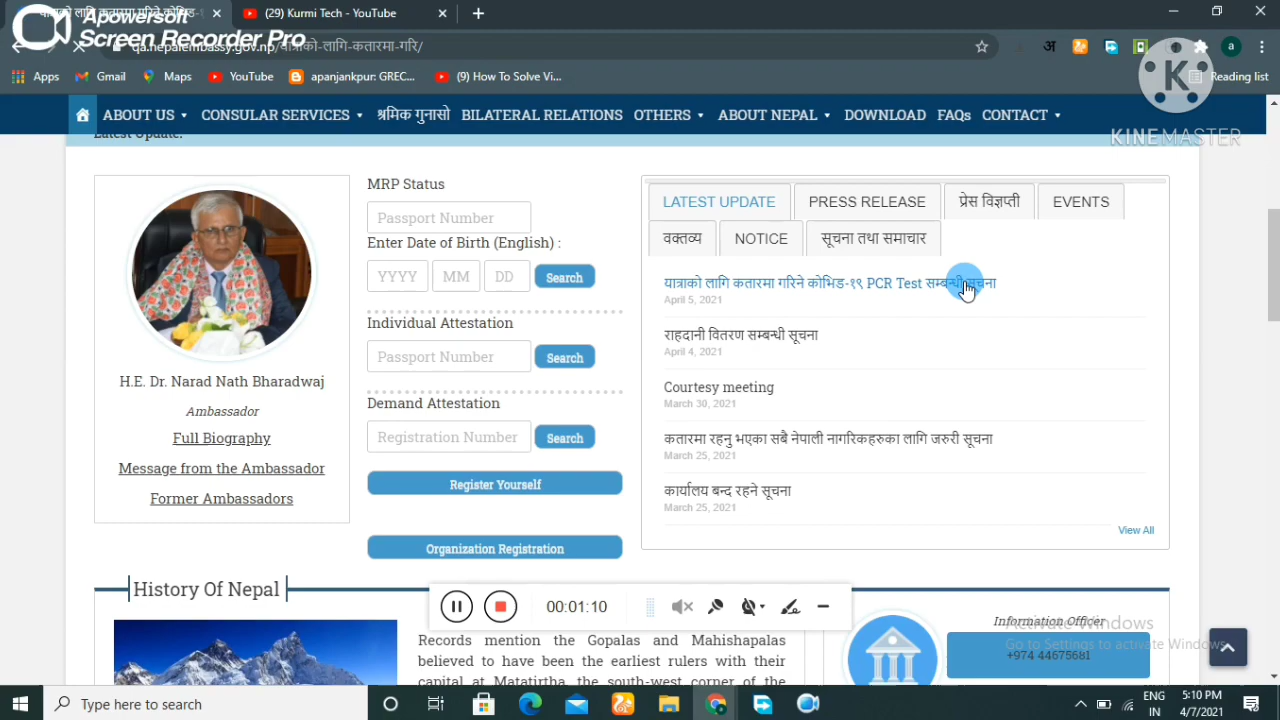 Apowersoft
Screen Recorder Pro
(29) Kurmi Tech - YouTube
qa.nepalembassy.gov.np/यात्राको-लागि-कतारमा-गरि/
Apps
Gmail
Maps
YouTube
apanjankpur: GREC...
(9) How To Solve Vi...
Reading list
K
KINEMASTER
ABOUT US
CONSULAR SERVICES
श्रमिक गुनासो
BILATERAL RELATIONS
OTHERS
ABOUT NEPAL
DOWNLOAD
FAQs
CONTACT
Latest Update:
H.E. Dr. Narad Nath Bharadwaj
Ambassador
Full Biography
Message from the Ambassador
Former Ambassadors
MRP Status
Passport Number
Enter Date of Birth (English) :
YYYY MM DD Search
Individual Attestation
Passport Number Search
Demand Attestation
Registration Number Search
Register Yourself
Organization Registration
LATEST UPDATE PRESS RELEASE प्रेस विज्ञप्ती EVENTS
वक्तव्य NOTICE सूचना तथा समाचार
यात्राको लागि कतारमा गरिने कोभिड-१९ PCR Test सम्बन्धी सूचना
April 5, 2021
राहदानी वितरण सम्बन्धी सूचना
April 4, 2021
Courtesy meeting
March 30, 2021
कतारमा रहनु भएका सबै नेपाली नागरिकहरुका लागि जरुरी सूचना
March 25, 2021
कार्यालय बन्द रहने सूचना
March 25, 2021
View All
History Of Nepal
Records mention the Gopalas and Mahishapalas
believed to have been the earliest rulers with their
capital at Matatirtha, the south-west corner of the
00:01:10
Information Officer
+974 44675681
Activate Windows
Go to Settings to activate Windows.
Type here to search
ENG
IN
5:10 PM
4/7/2021